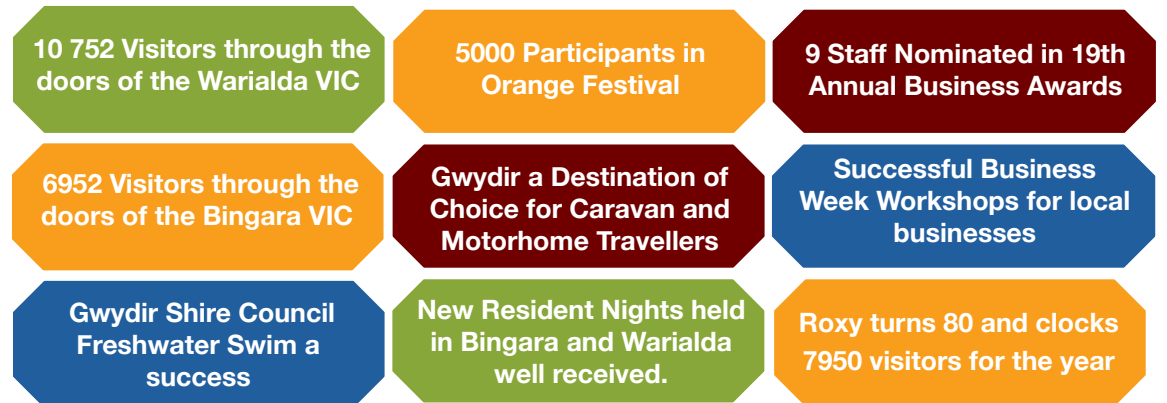 10 752 Visitors through the
doors of the Warialda VIC
5000 Participants in
Orange Festival
9 Staff Nominated in 19th
Annual Business Awards
6952 Visitors through the
doors of the Bingara VIC
Gwydir a Destination of
Choice for Caravan and
Motorhome Travellers
Successful Business
Week Workshops for local
businesses
Gwydir Shire Council
Freshwater Swim a
success
New Resident Nights held
in Bingara and Warialda
well received.
Roxy turns 80 and clocks
7950 visitors for the year